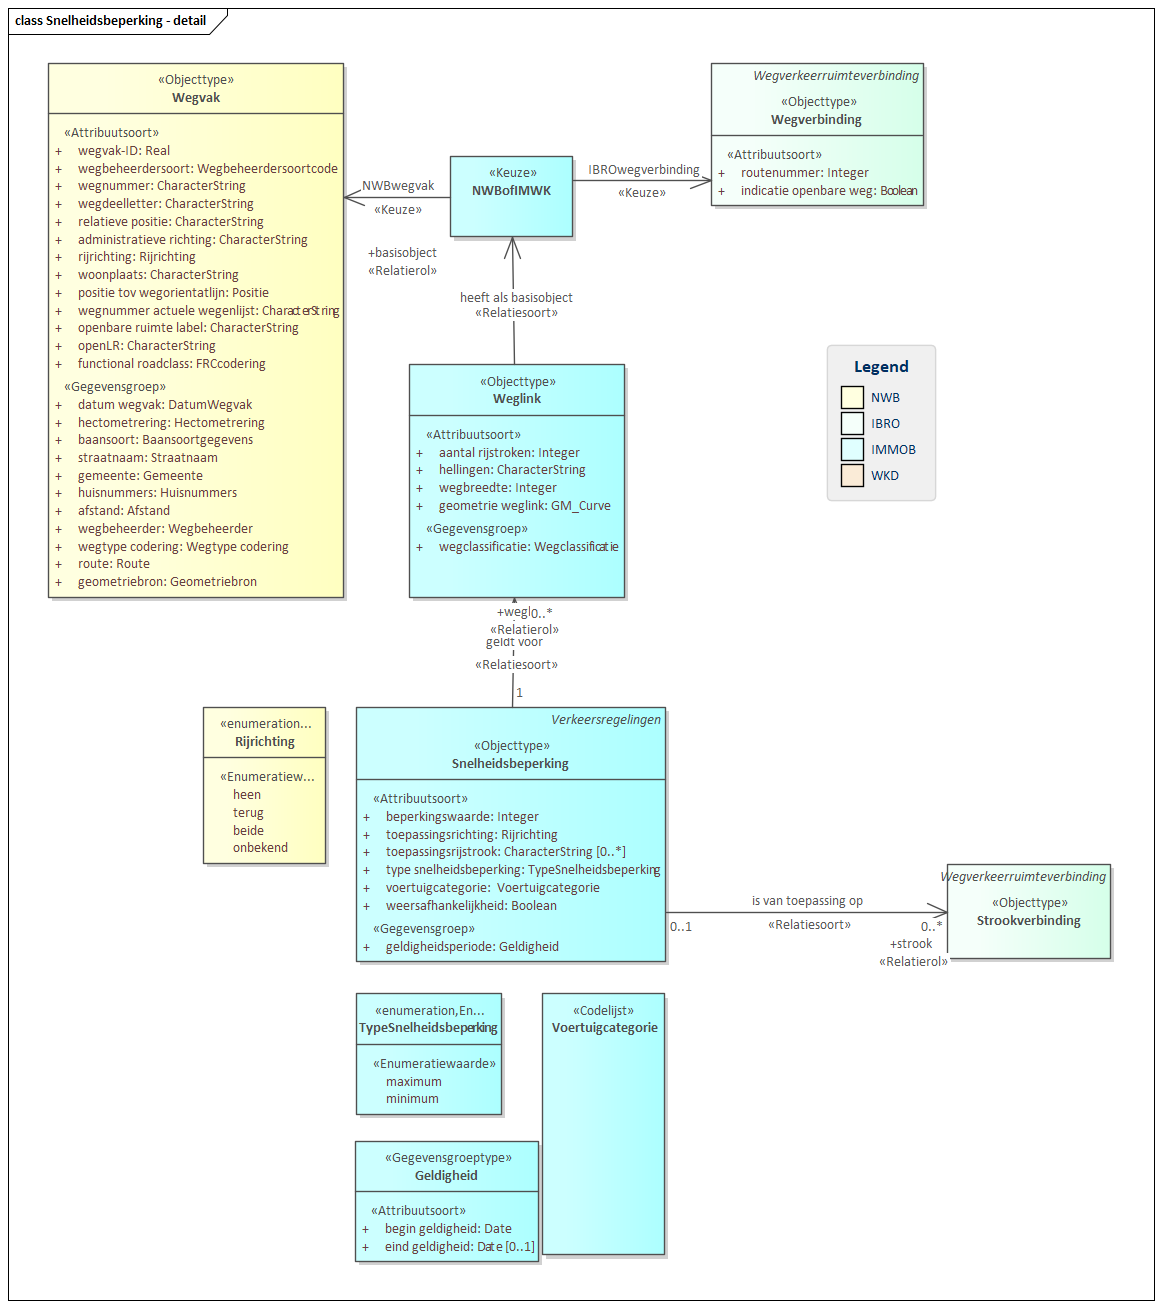 class Snelheidsbeperking - detail
«Objecttype»
Wegvak
«Attribuutsoort»
+ wegvak-ID: Real
+ wegbeheerdersoort: Wegbeheerdersoortcode
+ wegnummer: CharacterString
+ wegdeelletter: CharacterString
+ relatieve positie: CharacterString
+ administratieve richting: CharacterString
+ rijrichting: Rijrichting
+ woonplaats: CharacterString
+ positie tov wegorientatlijn: Positie
+ wegnummer actuele wegenlijst: CharacterString
+ openbare ruimte label: CharacterString
+ openLR: CharacterString
+ functional roadclass: FRCcodering
«Gegevensgroep»
+ datum wegvak: DatumWegvak
+ hectometrering: Hectometrering
+ baansoort: Baansoortgegevens
+ straatnaam: Straatnaam
+ gemeente: Gemeente
+ huisnummers: Huisnummers
+ afstand: Afstand
+ wegbeheerder: Wegbeheerder
+ wegtype codering: Wegtype codering
+ route: Route
+ geometriebron: Geometriebron
NWBwegvak
«Keuze»
+basisobject
«Relatierol»
«Keuze»
NWBofIMWK
IBROwegverbinding
«Keuze»
Wegverkeerruimteverbinding
«Objecttype»
Wegverbinding
«Attribuutsoort»
+ routenummer: Integer
+ indicatie openbare weg: Boolean
heeft als basisobject
«Relatiesoort»
«Objecttype»
Weglink
«Attribuutsoort»
+ aantal rijstroken: Integer
+ hellingen: CharacterString
+ wegbreedte: Integer
+ geometrie weglink: GM_Curve
«Gegevensgroep»
+ wegclassificatie: Wegclassificatie
Legend
NWB
IBRO
IMMOB
WKD
+wegl 0..*
«Relatierol»
geldt voor
«Relatiesoort»
1
«enumeration...
Rijrichting
«Enumeratiew...
heen
terug
beide
onbekend
Verkeersregelingen
«Objecttype»
Snelheidsbeperking
«Attribuutsoort»
+ beperkingswaarde: Integer
+ toepassingsrichting: Rijrichting
+ toepassingsrijstrook: CharacterString [0..*]
+ type snelheidsbeperking: TypeSnelheidsbeperking
+ voertuigcategorie: Voertuigcategorie
+ weersafhankelijkheid: Boolean
«Gegevensgroep»
+ geldigheidsperiode: Geldigheid
is van toepassing op
«Relatiesoort»
0..1
0..*
+strook
«Relatierol»
Wegverkeerruimteverbinding
«Objecttype»
Strookverbinding
«enumeration,En...
TypeSnelheidsbeperking
«Enumeratiewaarde»
maximum
minimum
«Codelijst»
Voertuigcategorie
«Gegevensgroeptype»
Geldigheid
«Attribuutsoort»
+ begin geldigheid: Date
+ eind geldigheid: Date [0..1]